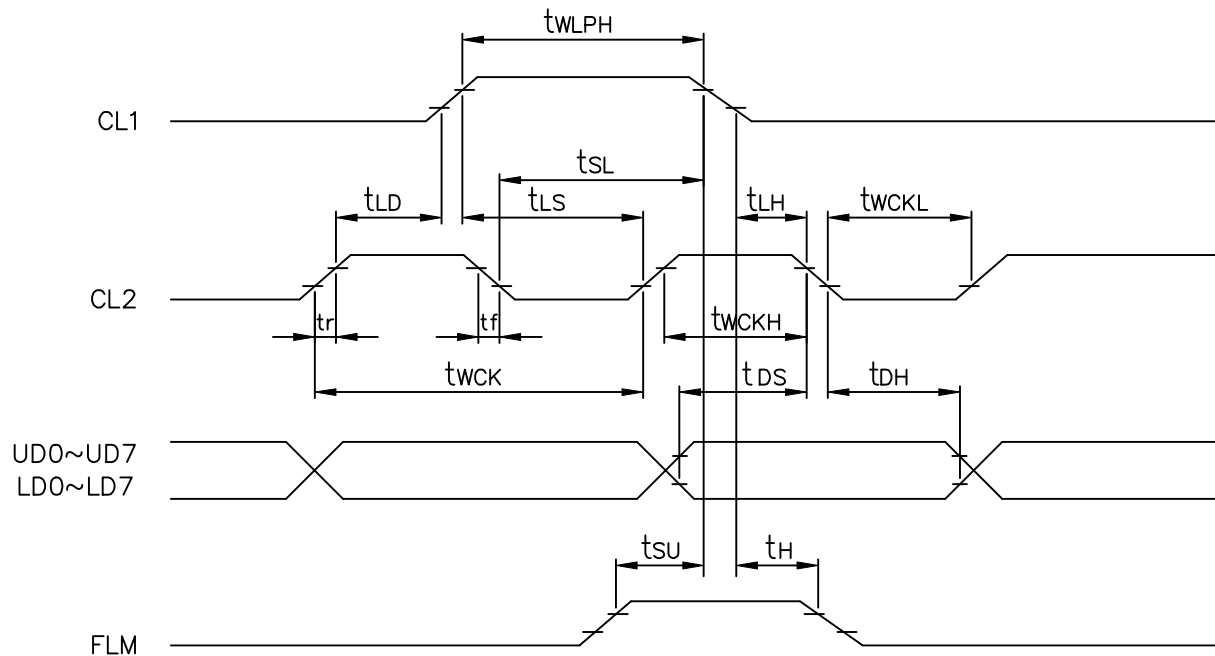 tWLPH
CL1
tSL
tLD
tLS
tLH
tWCKL
CL2
tr
tf
tWCKH
tWCK
tDS
tDH
UD0~UD7
LD0~LD7
tSU
tH
FLM